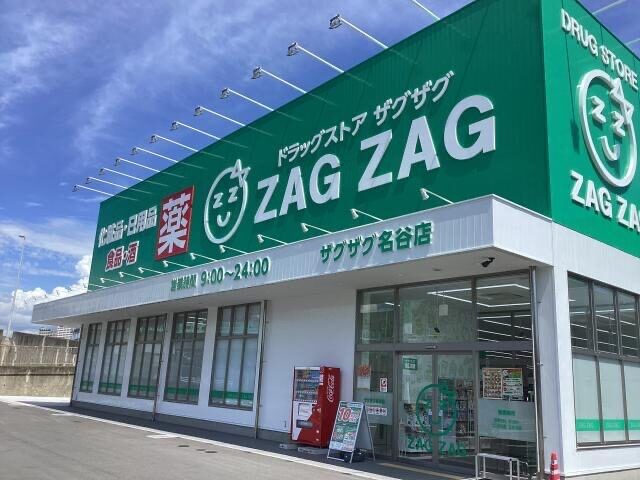 ドラッグストア ザグザグ
ZAG ZAG
化粧品・日用品
食品・酒
薬
ザグザグ名谷店
営業時間 9:00～24:00
DRUG STORE
ZAG ZAG
Coca-Cola
ZAG ZAG